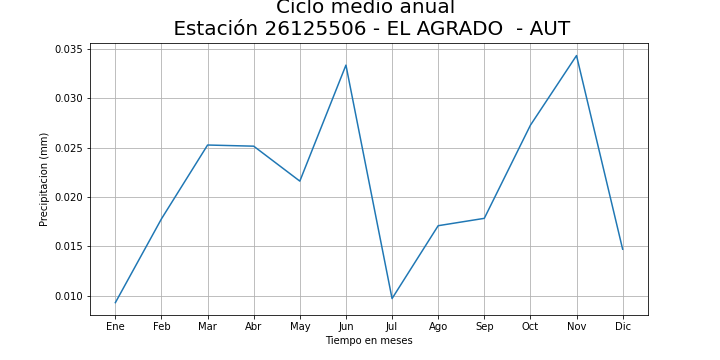 Ciclo medio anual
Estación 26125506 - EL AGRADO - AUT
0.035
0.030
0.025
0.020
0.015
0.010
Precipitacion (mm)
Ene Feb Mar Abr May Jun Jul Ago Sep Oct Nov Dic
Tiempo en meses